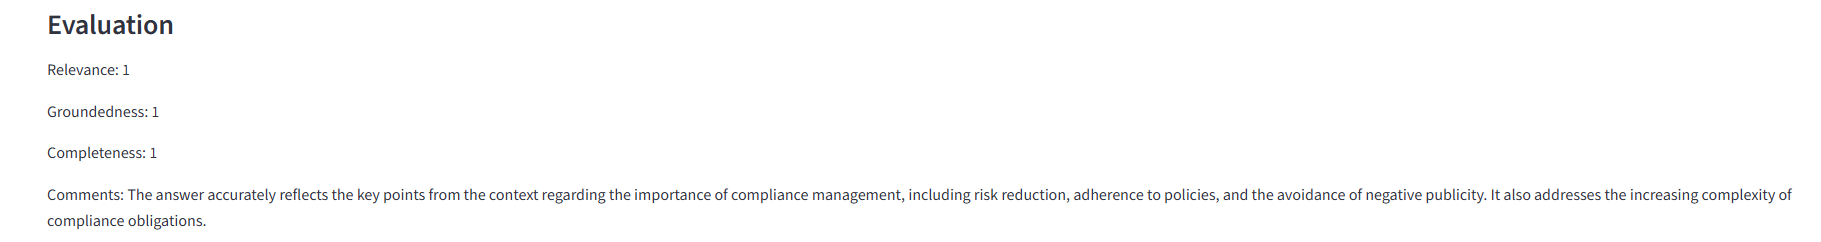 Evaluation
Relevance: 1
Groundedness: 1
Completeness: 1
Comments: The answer accurately reflects the key points from the context regarding the importance of compliance management, including risk reduction, adherence to policies, and the avoidance of negative publicity. It also addresses the increasing complexity of
compliance obligations.